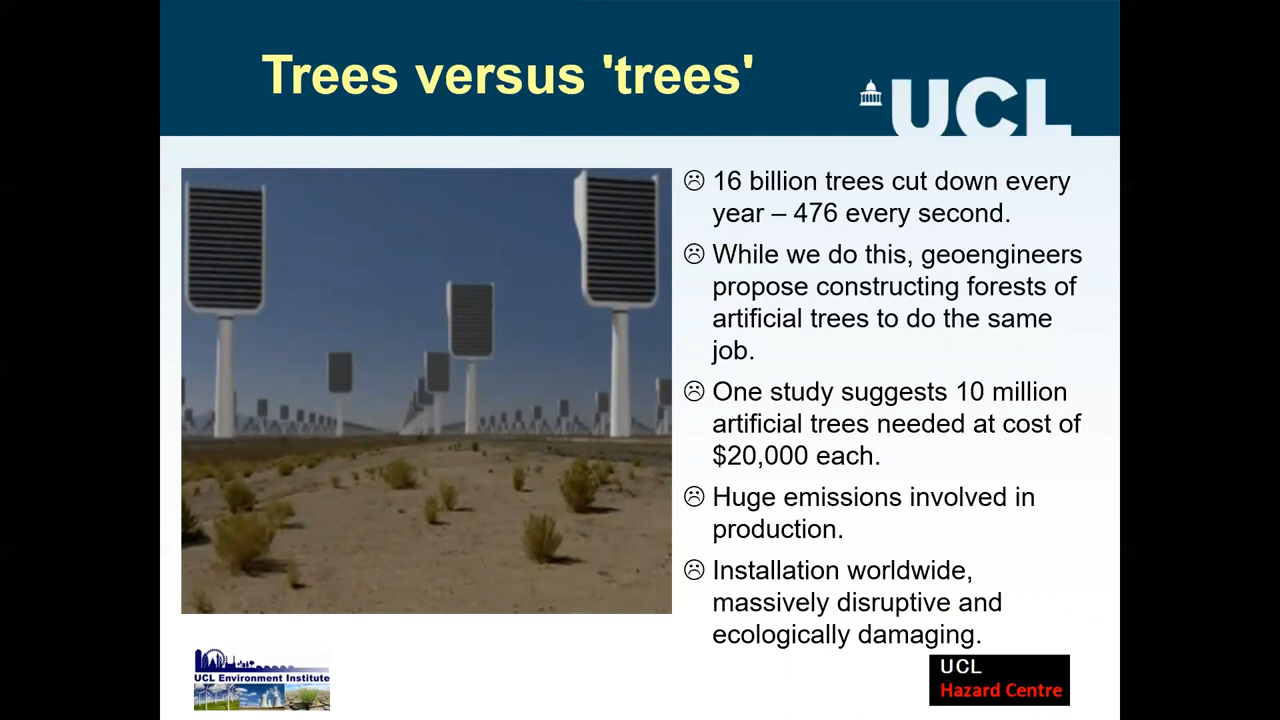 Trees versus 'trees'
UCL
☹ 16 billion trees cut down every
year – 476 every second.
☹ While we do this, geoengineers
propose constructing forests of
artificial trees to do the same
job.
☹ One study suggests 10 million
artificial trees needed at cost of
$20,000 each.
☹ Huge emissions involved in
production.
☹ Installation worldwide,
massively disruptive and
ecologically damaging.
UCL Environment Institute
UCL
Hazard Centre